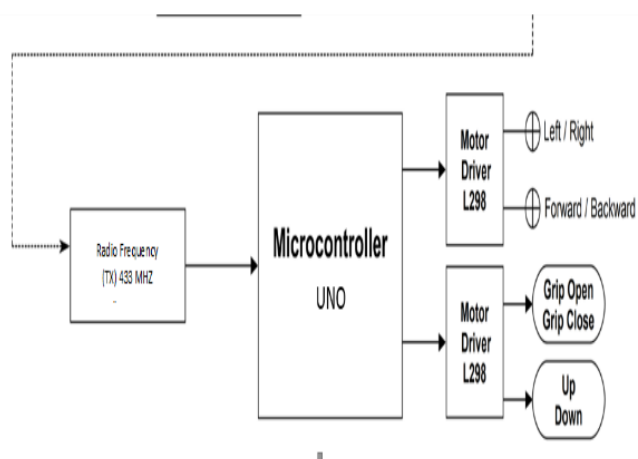 Radio Frequency
(TX) 433 MHZ
Microcontroller
UNO
Motor
Driver
L298
Left / Right
Forward / Backward
Motor
Driver
L298
Grip Open
Grip Close
Up
Down